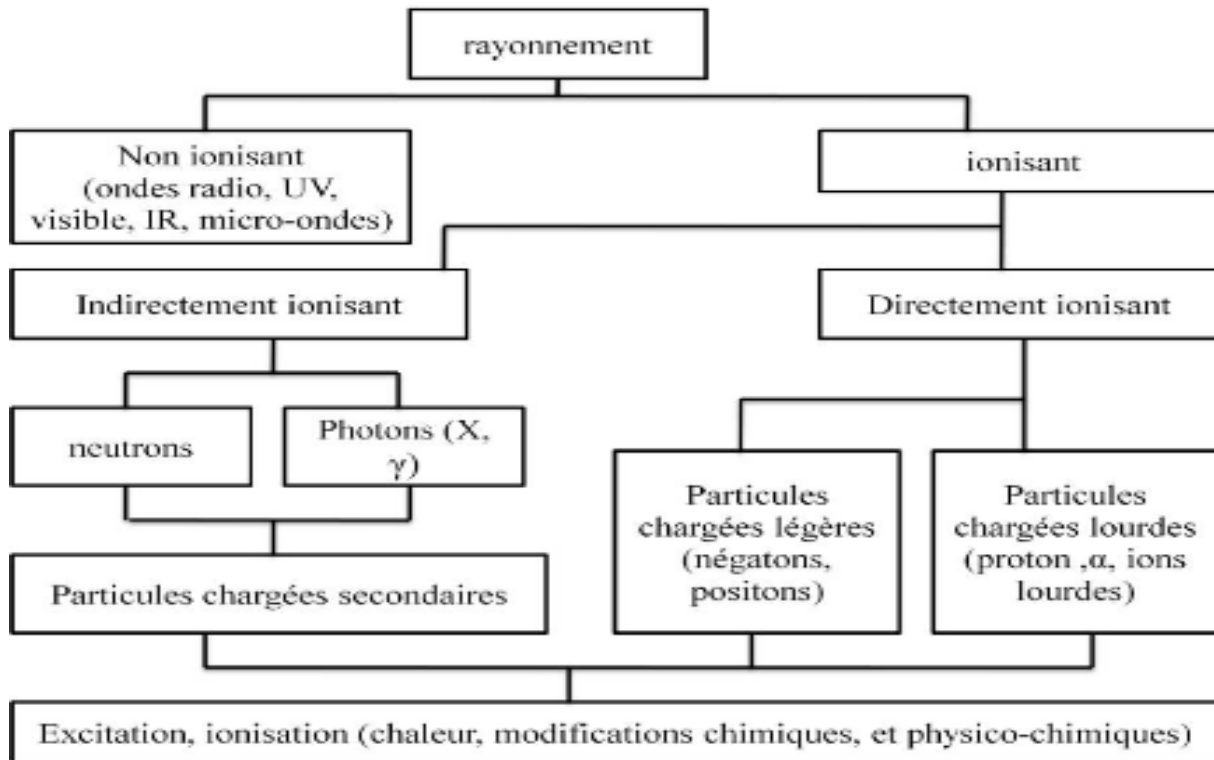 rayonnement
Non ionisant
(ondes radio, UV,
visible, IR, micro-ondes)
ionisant
Indirectement ionisant
Directement ionisant
neutrons
Photons (X,
γ)
Particules
chargées légères
(négatons,
positons)
Particules
chargées lourdes
(proton ,α, ions
lourdes)
Particules chargées secondaires
Excitation, ionisation (chaleur, modifications chimiques, et physico-chimiques)